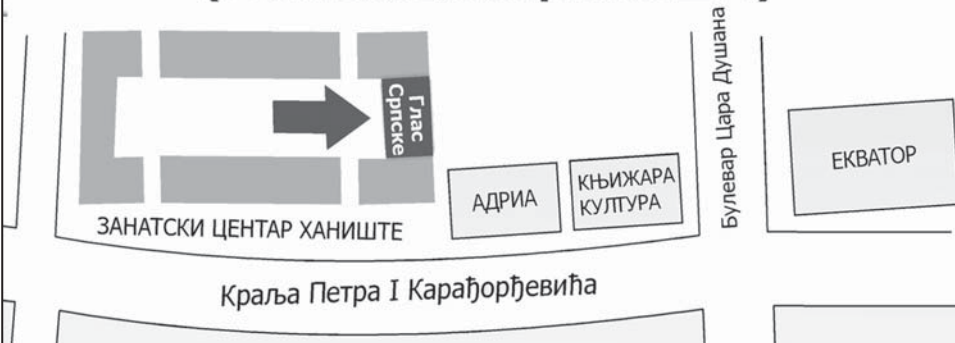 Глас
Српске
Булевар Цара Душана
ЕКВАТОР
АДРИА
КЊИЖАРА
КУЛТУРА
ЗАНАТСКИ ЦЕНТАР ХАНИШТЕ
Краља Петра I Карађорђевића